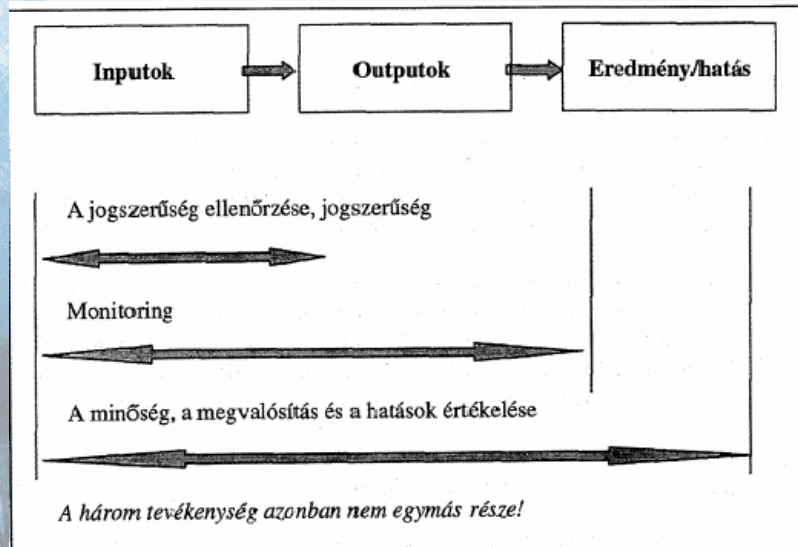 Inputok
Outputok
Eredmény/hatás
A jogszerűség ellenőrzése, jogszerűség
Monitoring
A minőség, a megvalósítás és a hatások értékelése
A három tevékenység azonban nem egymás része!